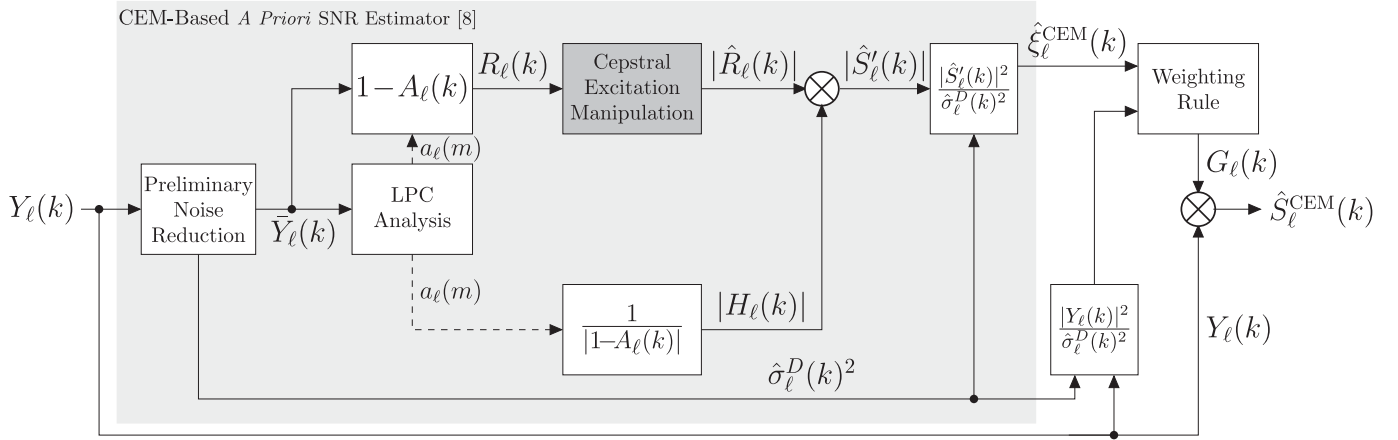 CEM-Based A Priori SNR Estimator [8]
Y_ℓ(k)
Preliminary
Noise
Reduction
Ȳ_ℓ(k)
1−A_ℓ(k)
a_ℓ(m)
LPC
Analysis
a_ℓ(m)
R_ℓ(k)
Cepstral
Excitation
Manipulation
|R̂_ℓ(k)|
1
|1−A_ℓ(k)|
|H_ℓ(k)|
|Ŝ′_ℓ(k)|
|Ŝ′_ℓ(k)|²
σ̂_ℓ^D(k)²
σ̂_ℓ^D(k)²
ξ̂_ℓ^CEM(k)
Weighting
Rule
G_ℓ(k)
Ŝ_ℓ^CEM(k)
|Y_ℓ(k)|²
σ̂_ℓ^D(k)²
Y_ℓ(k)